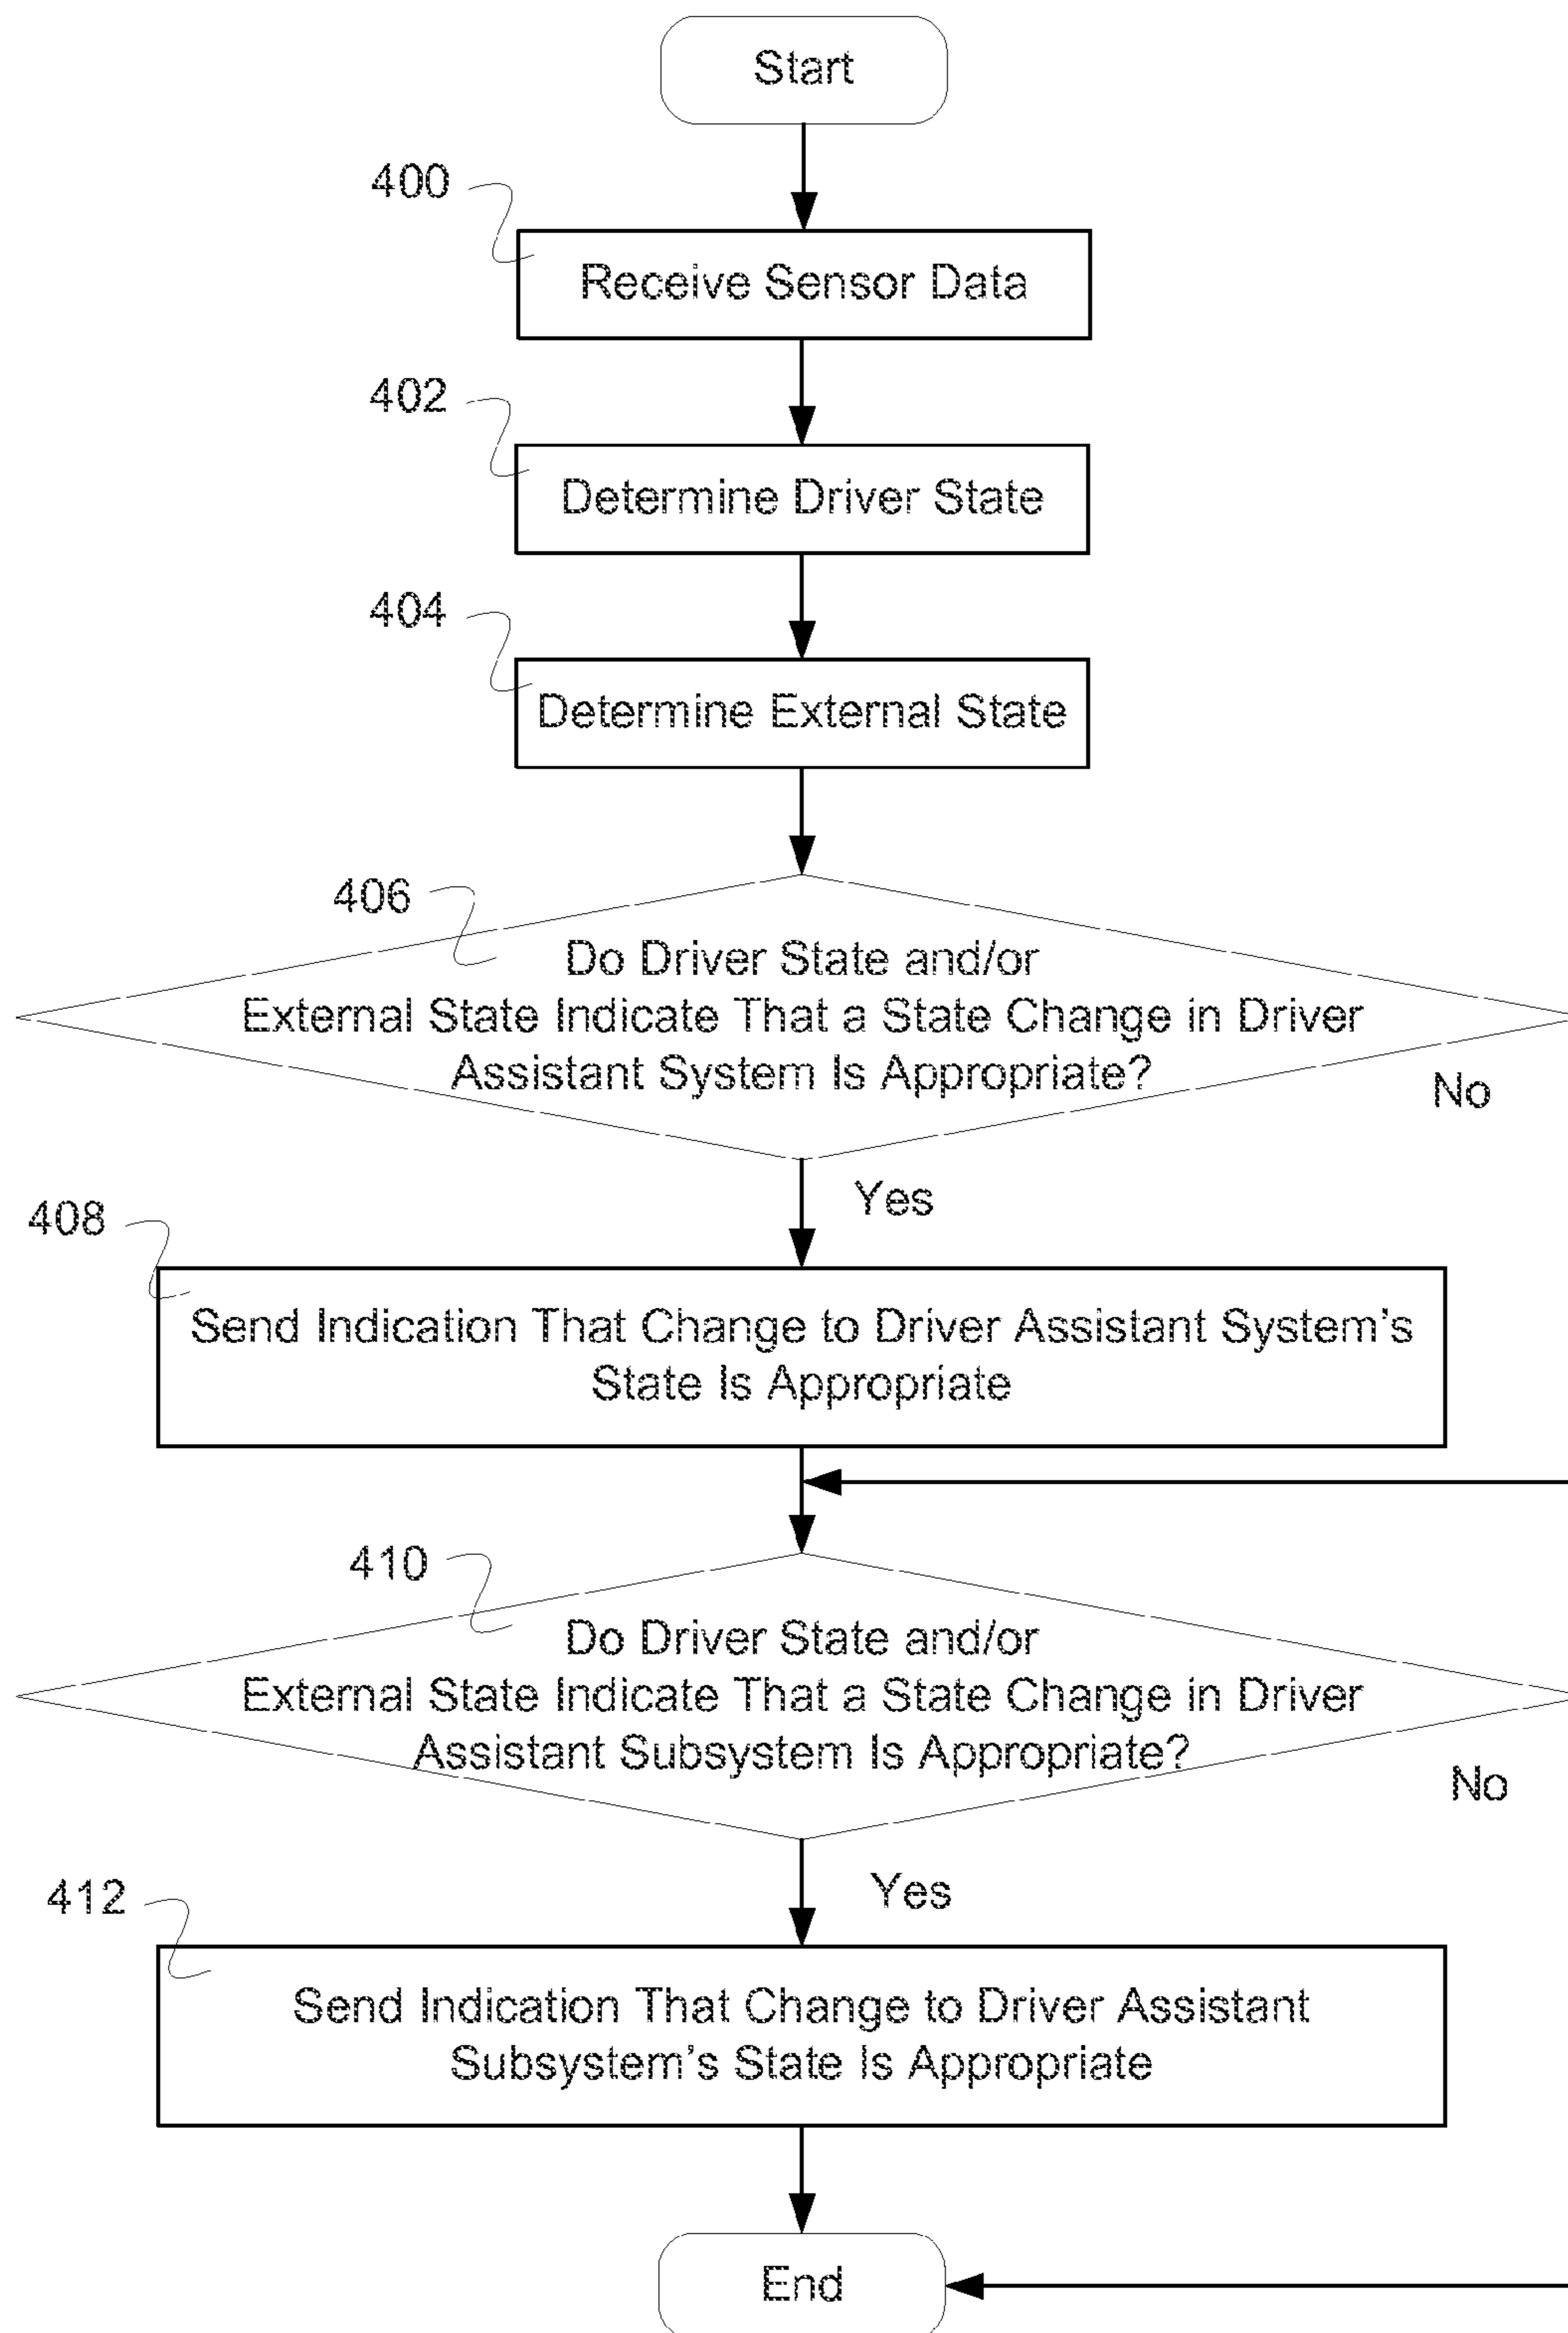 Start
400
Receive Sensor Data
402
Determine Driver State
404
Determine External State
406
Do Driver State and/or
External State Indicate That a State Change in Driver
Assistant System Is Appropriate?
No
Yes
408
Send Indication That Change to Driver Assistant System's
State Is Appropriate
410
Do Driver State and/or
External State Indicate That a State Change in Driver
Assistant Subsystem Is Appropriate?
No
Yes
412
Send Indication That Change to Driver Assistant
Subsystem's State Is Appropriate
End